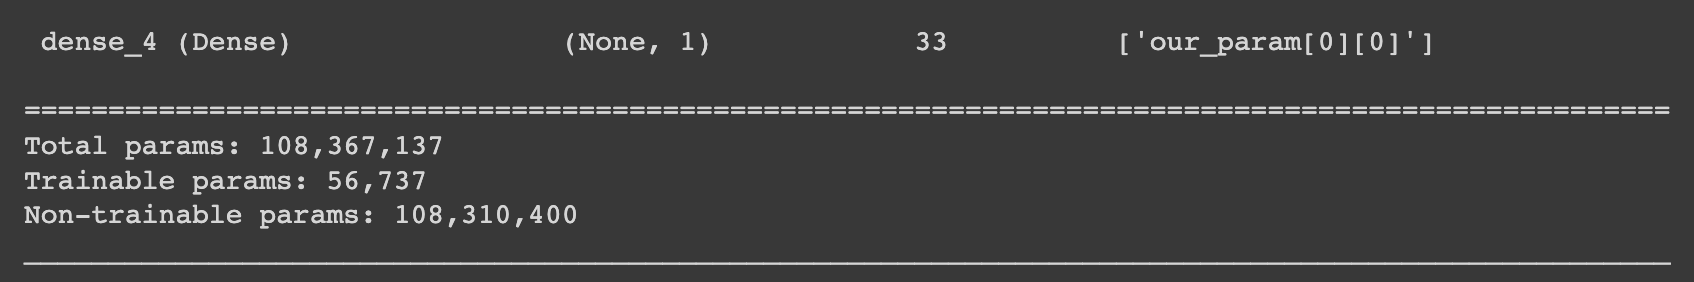 dense_4 (Dense) (None, 1) 33 ['our_param[0][0]']
==================================================================================================
Total params: 108,367,137
Trainable params: 56,737
Non-trainable params: 108,310,400
__________________________________________________________________________________________________